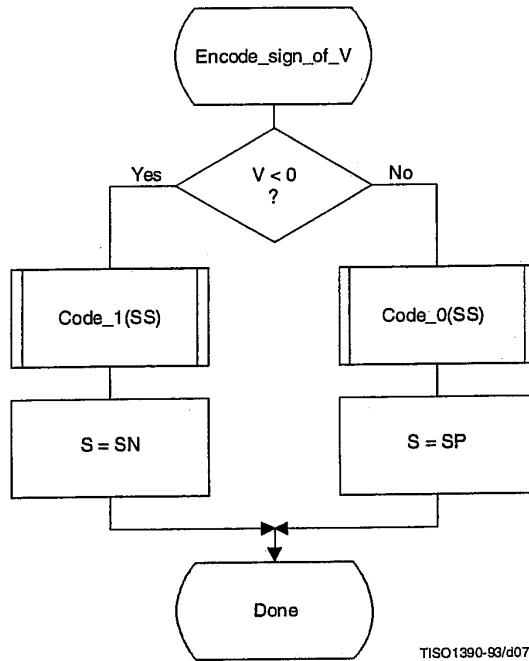 Encode_sign_of_V
V < 0
?
Yes
No
Code_1(SS)
Code_0(SS)
S = SN
S = SP
Done
TISO1390-93/d07